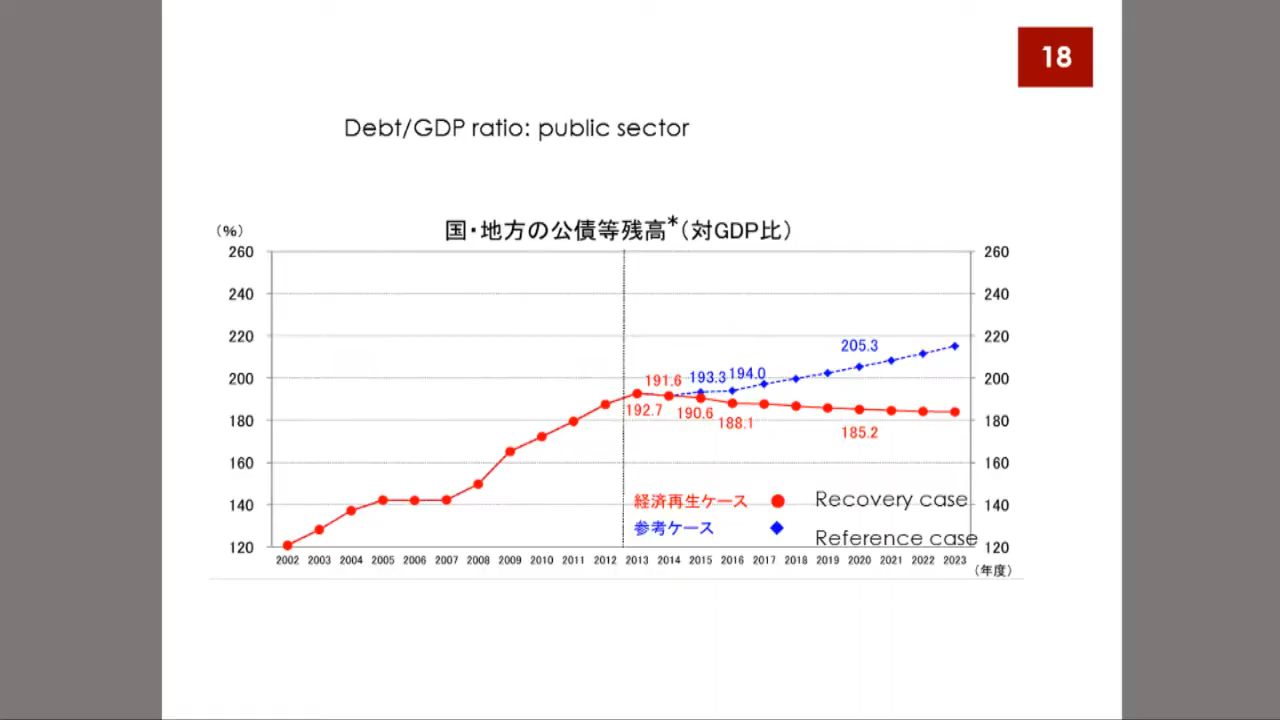 18
Debt/GDP ratio: public sector
国・地方の公債等残高*(対GDP比)
(%)
260 260
240 240
220 220
200 200
180 180
160 160
140 140
120 120
205.3
191.6 193.3 194.0
192.7 190.6 188.1
185.2
経済再生ケース Recovery case
参考ケース Reference case
2002 2003 2004 2005 2006 2007 2008 2009 2010 2011 2012 2013 2014 2015 2016 2017 2018 2019 2020 2021 2022 2023
(年度)